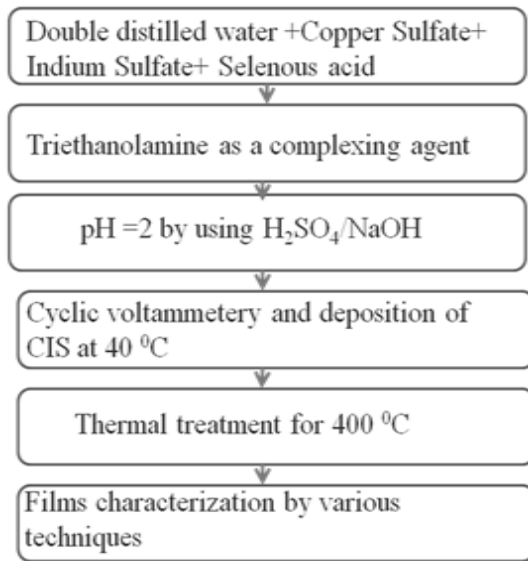 Double distilled water +Copper Sulfate+
Indium Sulfate+ Selenous acid
Triethanolamine as a complexing agent
pH =2 by using H₂SO₄/NaOH
Cyclic voltammetery and deposition of
CIS at 40 ⁰C
Thermal treatment for 400 ⁰C
Films characterization by various
techniques